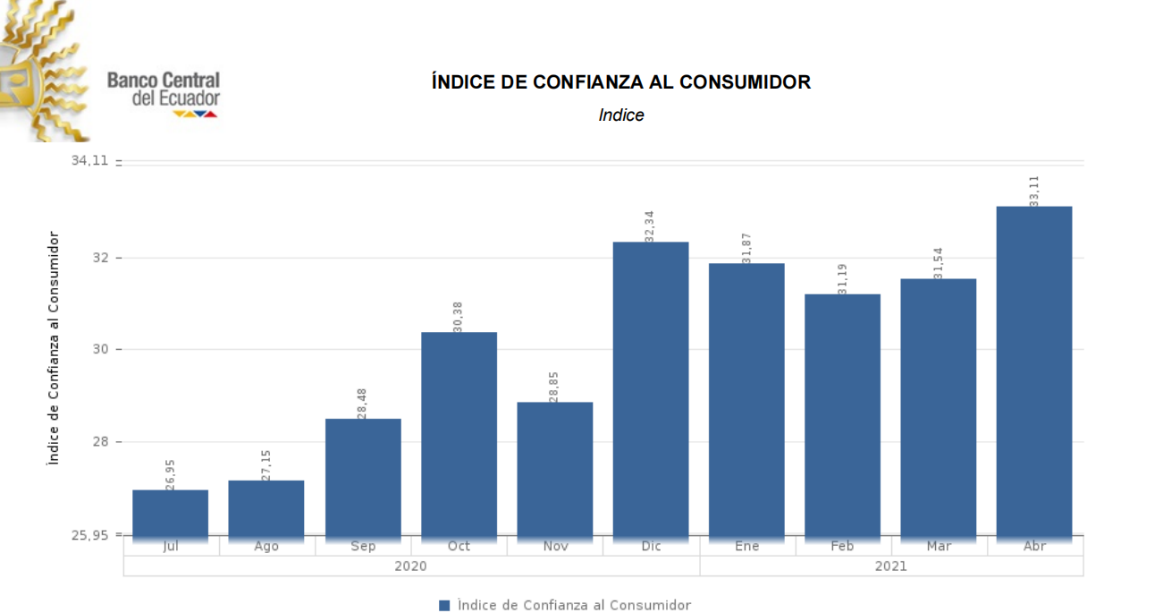 Banco Central
del Ecuador
ÍNDICE DE CONFIANZA AL CONSUMIDOR
Indice
Índice de Confianza al Consumidor
34,11
32
30
28
25,95
26,95
27,15
28,48
30,38
28,85
32,34
31,87
31,19
31,54
33,11
Jul Ago Sep Oct Nov Dic Ene Feb Mar Abr
2020 2021
Índice de Confianza al Consumidor